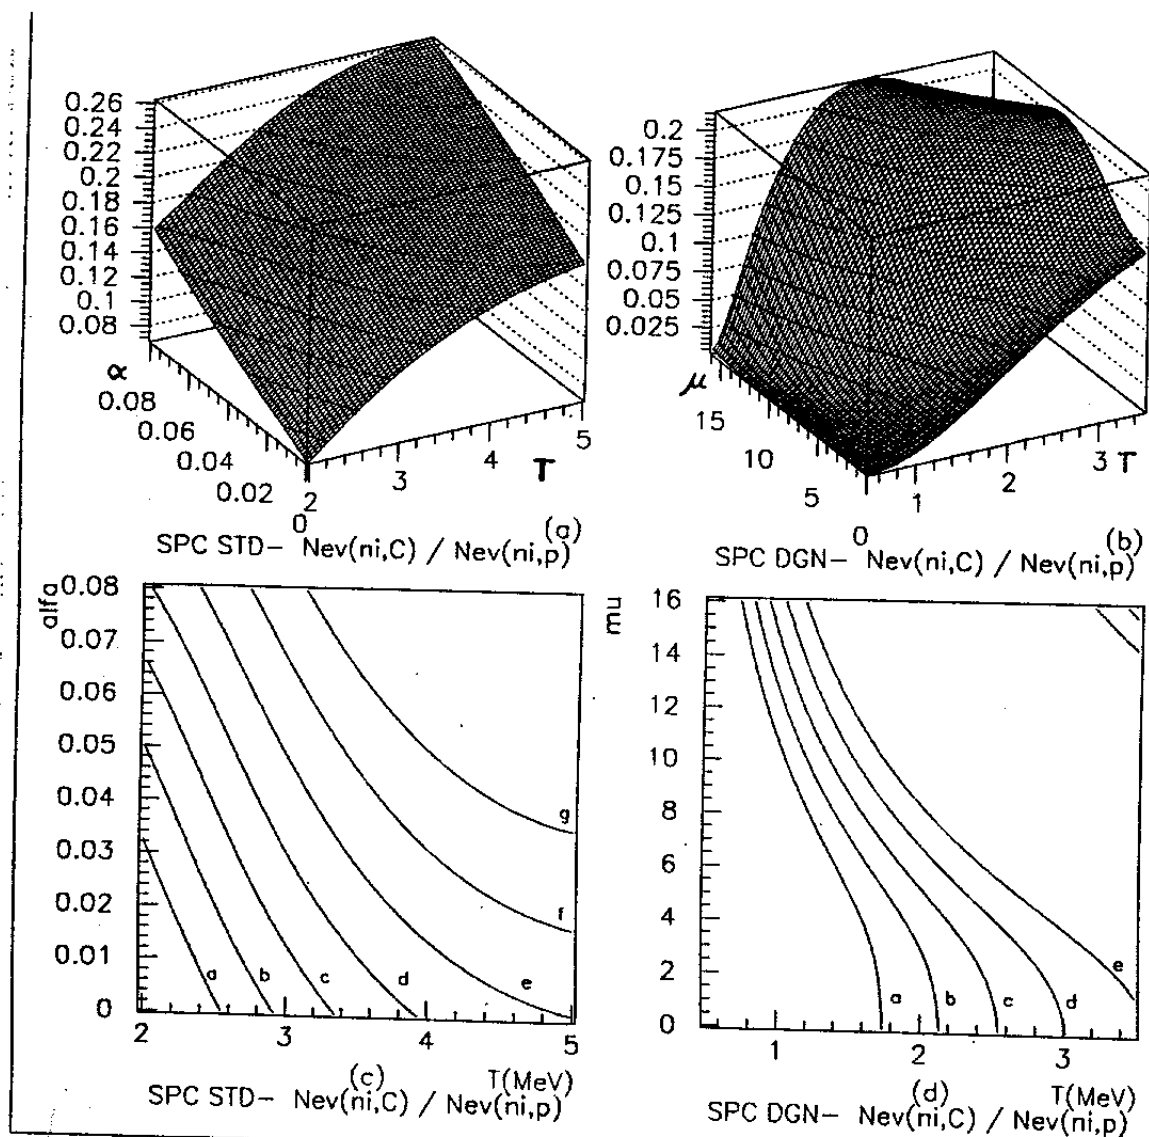 0.26
0.24
0.22
0.2
0.18
0.16
0.14
0.12
0.1
0.08
α
0.08
0.06
0.04
0.02
0
2
3
4
5
T
(a)
SPC STD- Nev(ni,C) / Nev(ni,p)
0.2
0.175
0.15
0.125
0.1
0.075
0.05
0.025
μ
15
10
5
0
1
2
3
T
(b)
SPC DGN- Nev(ni,C) / Nev(ni,p)
alfa
0.08
0.07
0.06
0.05
0.04
0.03
0.02
0.01
0
a
b
c
d
e
f
g
2
3
4
5
(c)
T(MeV)
SPC STD- Nev(ni,C) / Nev(ni,p)
mu
16
14
12
10
8
6
4
2
0
a
b
c
d
e
1
2
3
(d)
T(MeV)
SPC DGN- Nev(ni,C) / Nev(ni,p)